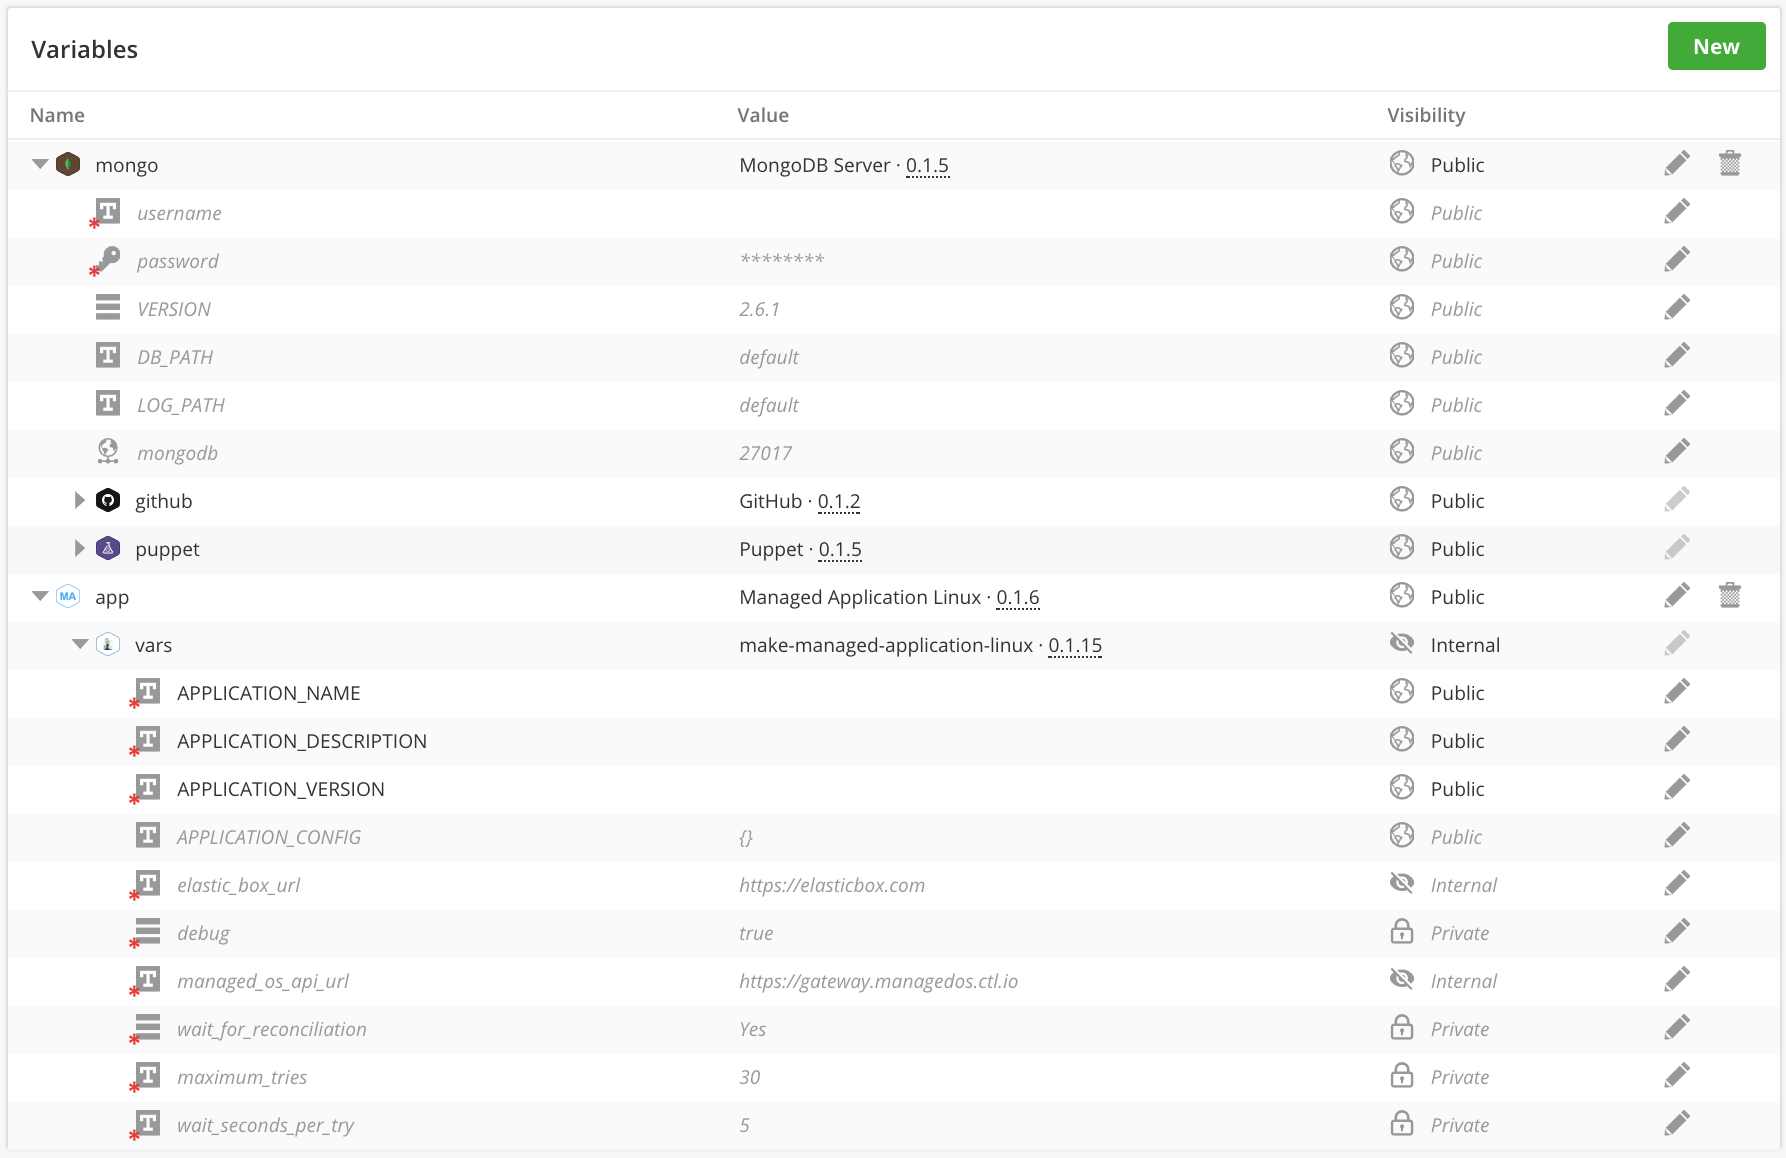 Variables
New
Name Value Visibility
mongo MongoDB Server · 0.1.5 Public
* username Public
* password ******** Public
VERSION 2.6.1 Public
DB_PATH default Public
LOG_PATH default Public
mongodb 27017 Public
github GitHub · 0.1.2 Public
puppet Puppet · 0.1.5 Public
MA app Managed Application Linux · 0.1.6 Public
vars make-managed-application-linux · 0.1.15 Internal
* APPLICATION_NAME Public
* APPLICATION_DESCRIPTION Public
* APPLICATION_VERSION Public
APPLICATION_CONFIG {} Public
* elastic_box_url https://elasticbox.com Internal
* debug true Private
* managed_os_api_url https://gateway.managedos.ctl.io Internal
* wait_for_reconciliation Yes Private
* maximum_tries 30 Private
* wait_seconds_per_try 5 Private